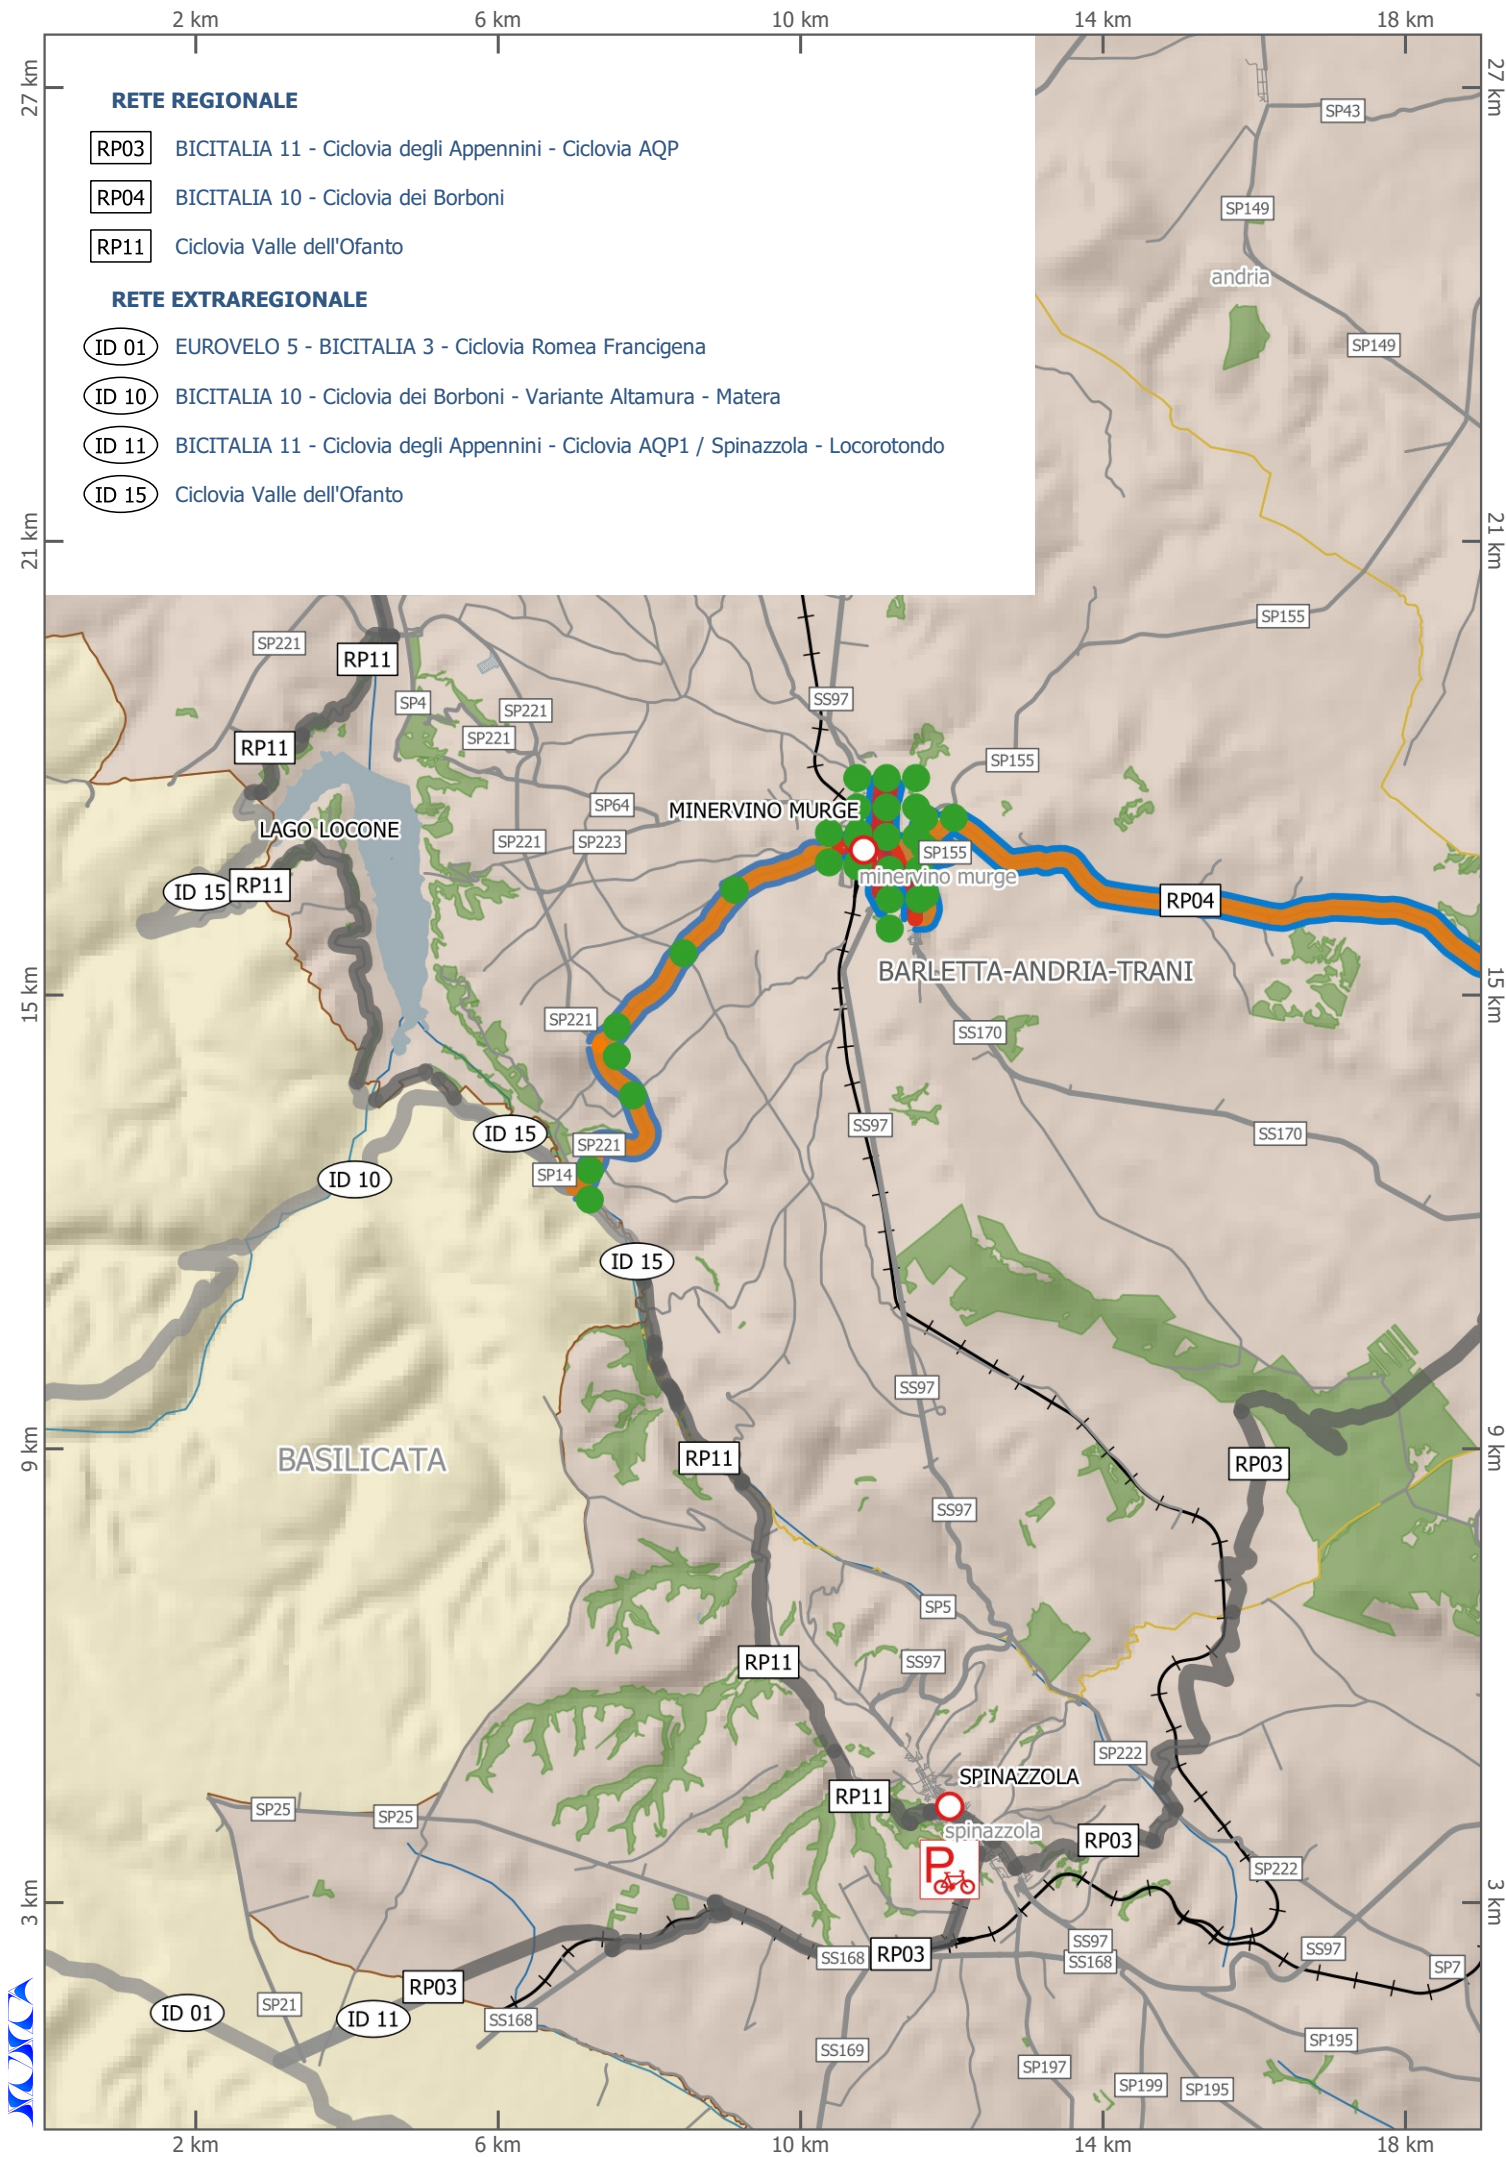 2 km 6 km 10 km 14 km 18 km
27 km
27 km
RETE REGIONALE
RP03 BICITALIA 11 - Ciclovia degli Appennini - Ciclovia AQP
RP04 BICITALIA 10 - Ciclovia dei Borboni
RP11 Ciclovia Valle dell'Ofanto
RETE EXTRAREGIONALE
ID 01 EUROVELO 5 - BICITALIA 3 - Ciclovia Romea Francigena
ID 10 BICITALIA 10 - Ciclovia dei Borboni - Variante Altamura - Matera
ID 11 BICITALIA 11 - Ciclovia degli Appennini - Ciclovia AQP1 / Spinazzola - Locorotondo
ID 15 Ciclovia Valle dell'Ofanto
SP43
SP149
andria
SP149
21 km
21 km
SP155
SP221
RP11
SP4
SP221
SS97
SP221
RP11
SP155
SP64
MINERVINO MURGE
LAGO LOCONE
SP221
SP223
SP155
minervino murge
ID 15
RP11
RP04
BARLETTA-ANDRIA-TRANI
15 km
15 km
SP221
SS170
SS97
ID 15
SP221
SS170
SP14
ID 10
ID 15
SS97
9 km
9 km
BASILICATA
RP11
RP03
SS97
SP5
RP11
SS97
SP222
SPINAZZOLA
RP11
SP25
SP25
spinazzola
RP03
P
SP222
3 km
3 km
SS97
SS97
SS168
RP03
SS168
SP7
RP03
SP21
ID 01
ID 11
SS168
SP195
SS169
SP197
SP199
SP195
2 km 6 km 10 km 14 km 18 km